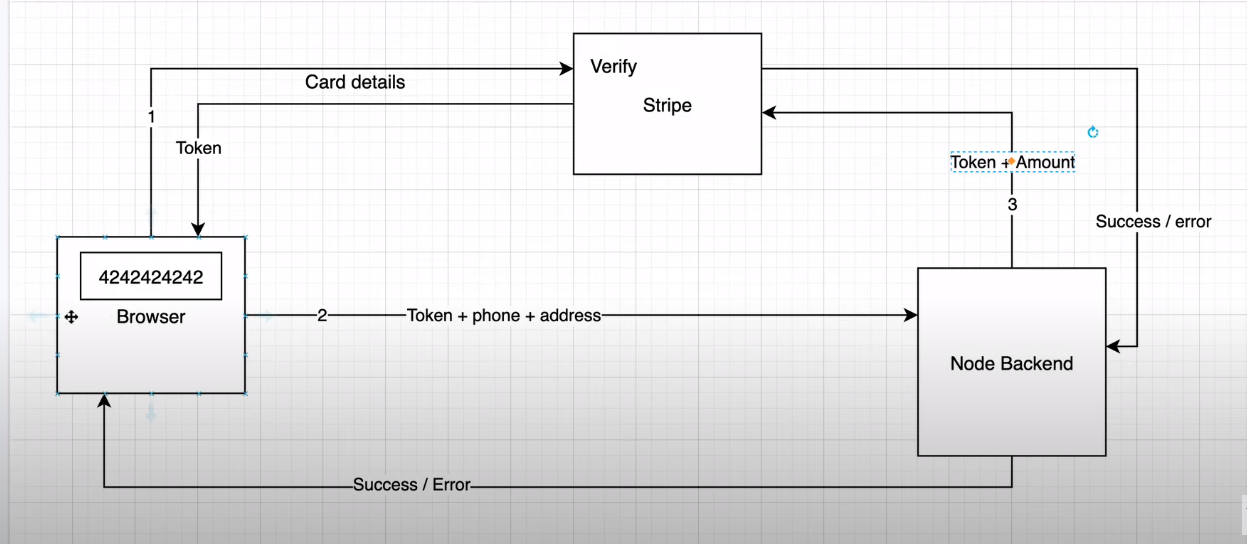 Verify
Stripe
Card details
1
Token
Token + Amount
3
Success / error
4242424242
Browser
2
Token + phone + address
Node Backend
Success / Error